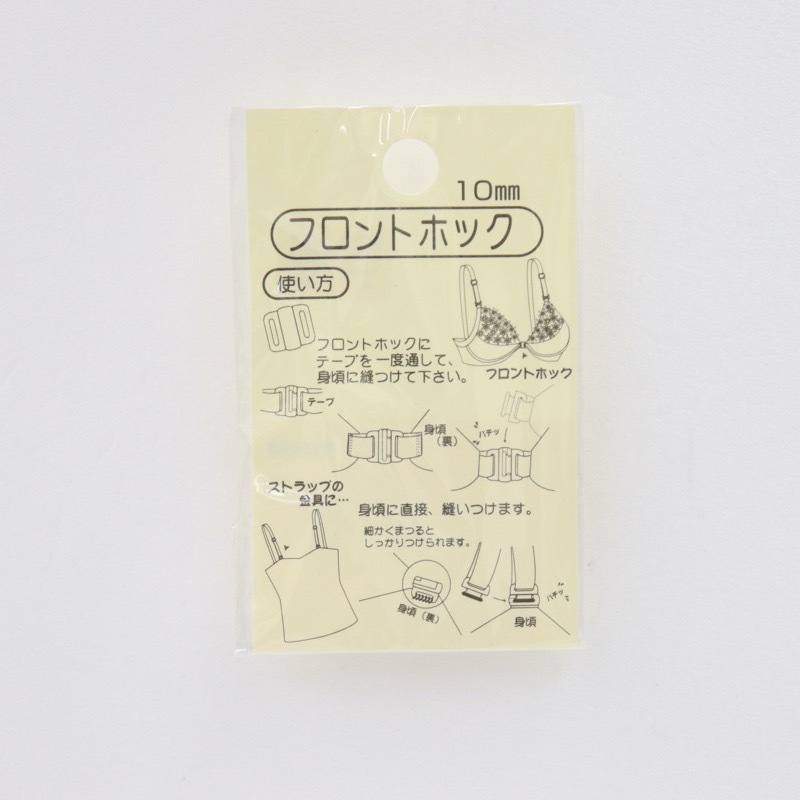 10mm
フロントホック
使い方
フロントホックに
テープを一度通して、
身頃に縫つけて下さい。
フロントホック
テープ
身頃
（裏）
パチッ
ストラップの
金具に…
身頃に直接、縫いつけます。
細かくまつると
しっかりつけられます。
身頃（裏）
パチッ
身頃